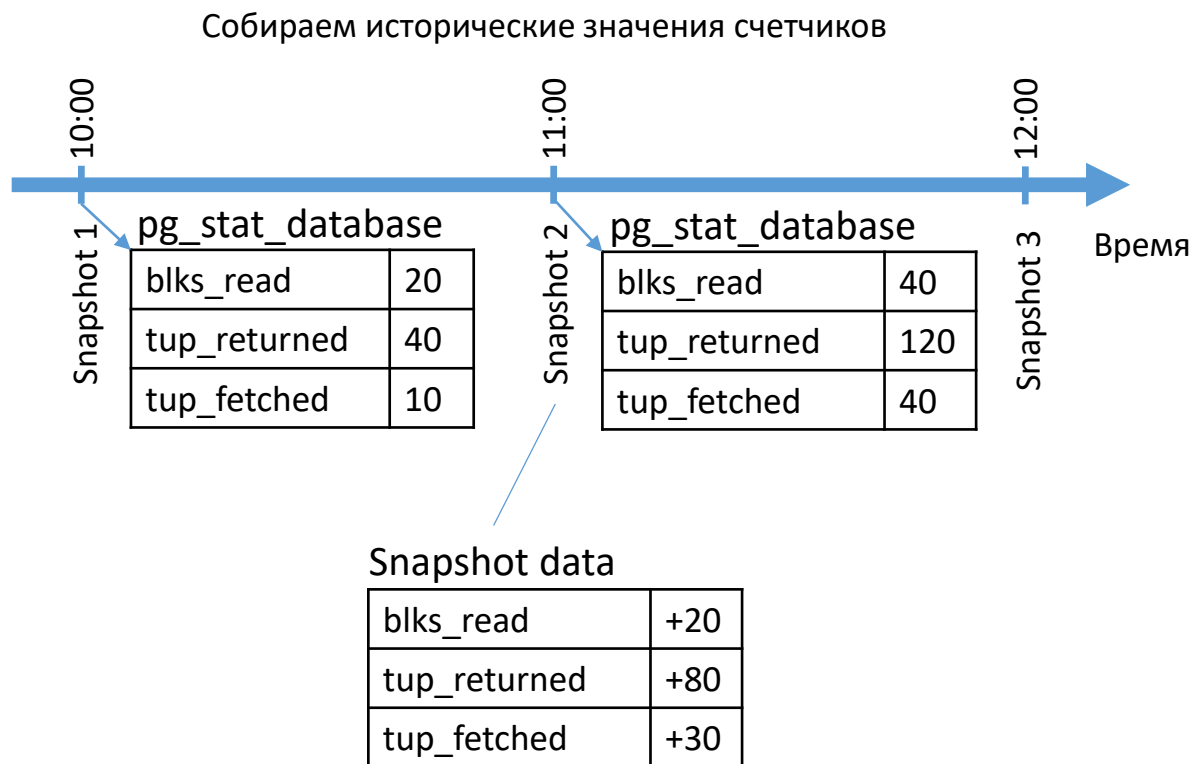 Собираем исторические значения счетчиков
10:00
11:00
12:00
Snapshot 1
pg_stat_database
blks_read 20
tup_returned 40
tup_fetched 10
Snapshot 2
pg_stat_database
blks_read 40
tup_returned 120
tup_fetched 40
Snapshot 3
Время
Snapshot data
blks_read +20
tup_returned +80
tup_fetched +30